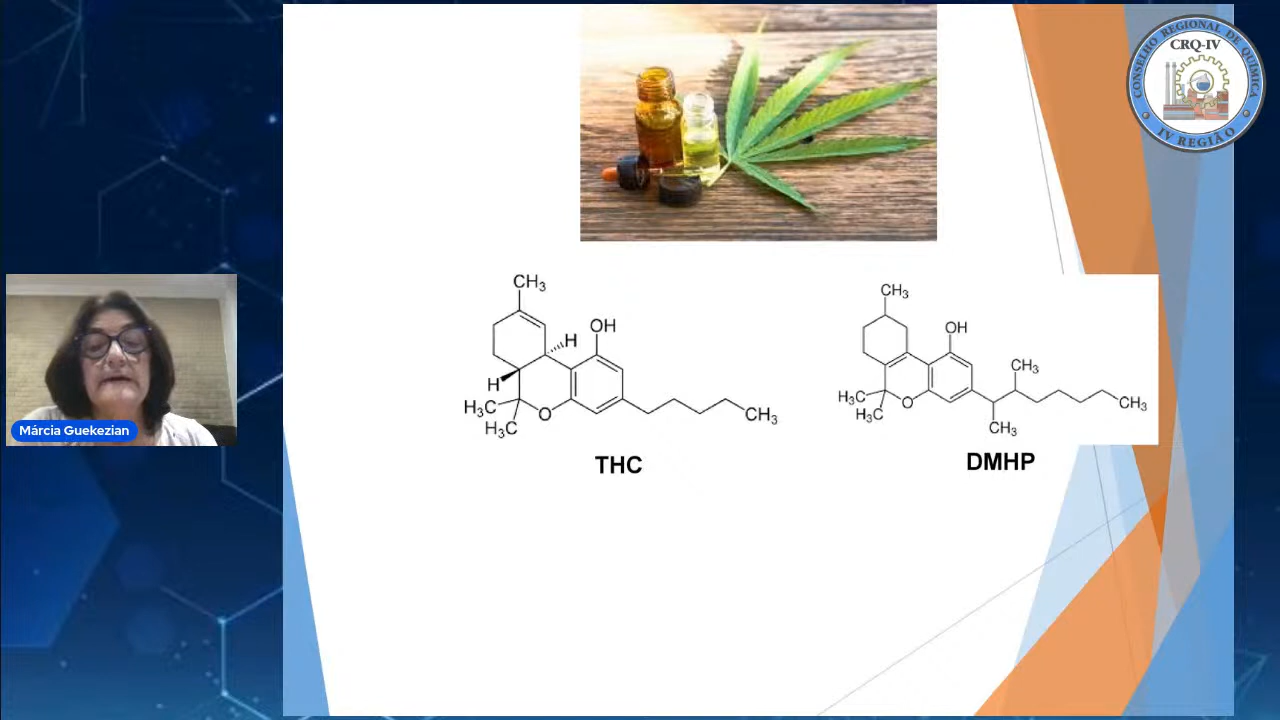 CONSELHO REGIONAL DE QUÍMICA
CRQ-IV
IV REGIÃO
CH₃
OH
H
H
H₃C
H₃C
O
CH₃
THC
CH₃
OH
CH₃
H₃C
H₃C
O
CH₃
CH₃
DMHP
Márcia Guekezian